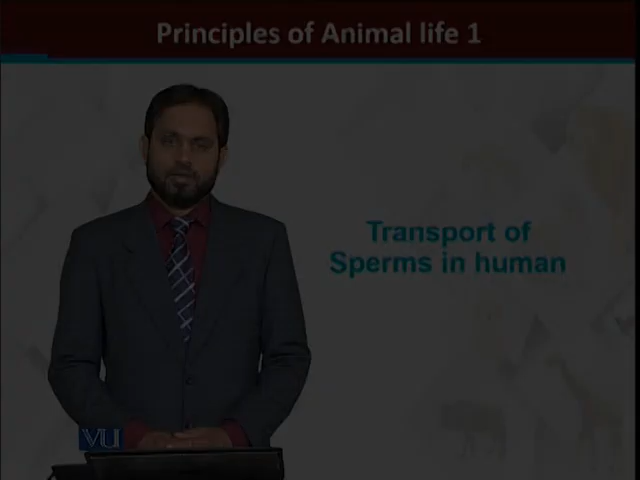 Principles of Animal life 1
Transport of
Sperms in human
VU